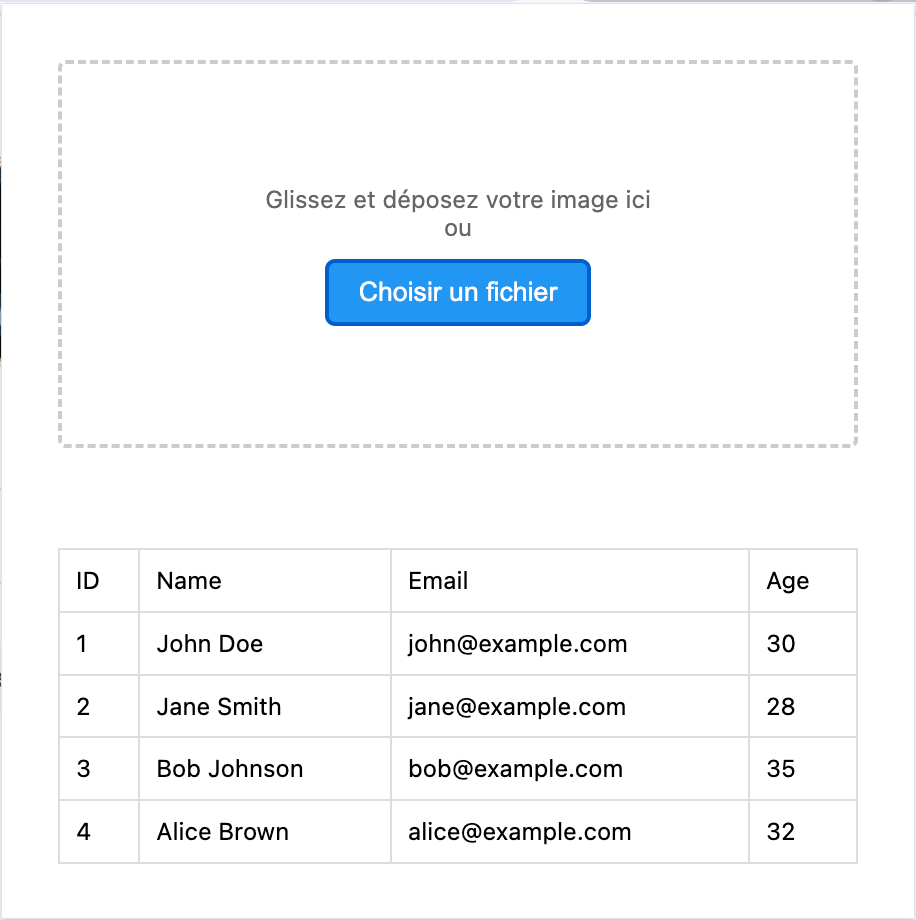 Glissez et déposez votre image ici
ou
Choisir un fichier
ID Name Email Age
1 John Doe john@example.com 30
2 Jane Smith jane@example.com 28
3 Bob Johnson bob@example.com 35
4 Alice Brown alice@example.com 32